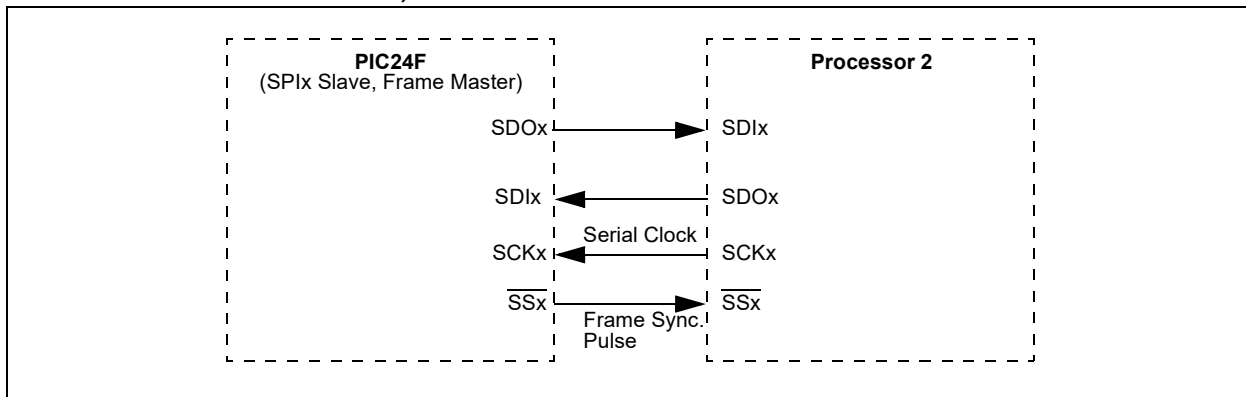 PIC24F
(SPIx Slave, Frame Master)
Processor 2
SDOx
SDIx
SDIx
SDOx
Serial Clock
SCKx
SCKx
SSx
SSx
Frame Sync.
Pulse